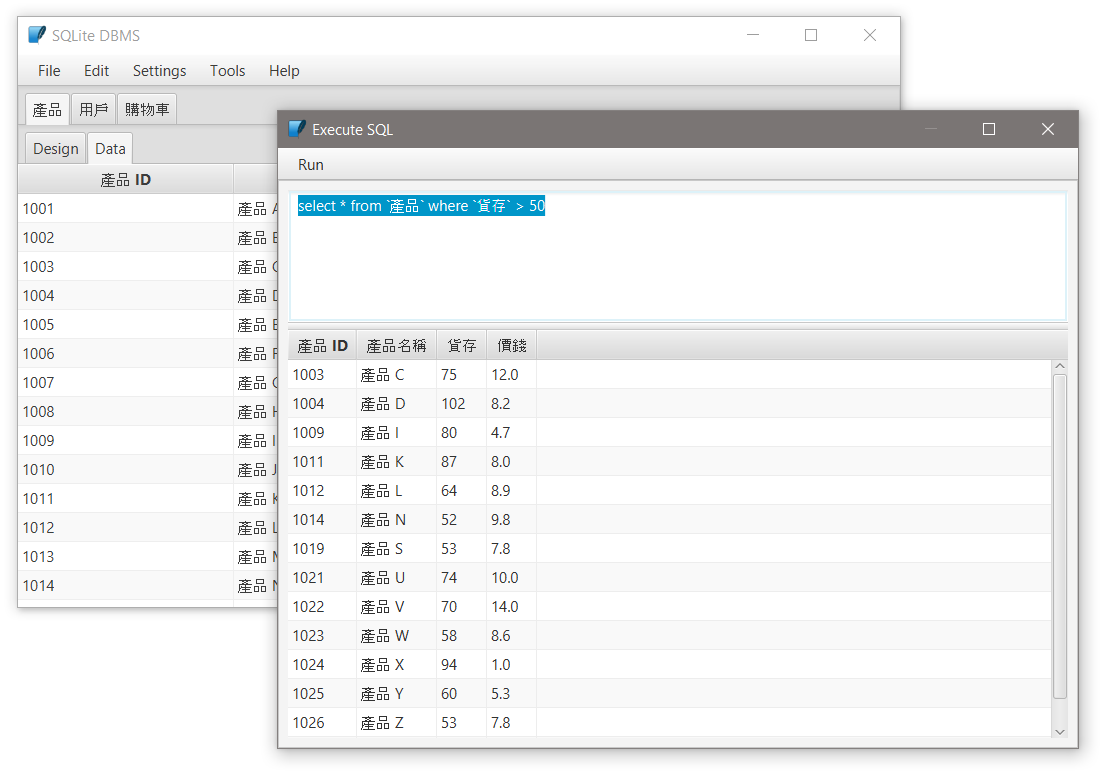 SQLite DBMS
File Edit Settings Tools Help
產品 用戶 購物車
Design Data
產品 ID
1001 產品 A
1002 產品
1003 產品
1004 產品
1005 產品
1006 產品
1007 產品
1008 產品 H
1009 產品 I
1010 產品 J
1011 產品 K
1012 產品 L
1013 產品
1014 產品
Execute SQL
Run
select * from `產品` where `貨存` > 50
產品 ID 產品名稱 貨存 價錢
1003 產品 C 75 12.0
1004 產品 D 102 8.2
1009 產品 I 80 4.7
1011 產品 K 87 8.0
1012 產品 L 64 8.9
1014 產品 N 52 9.8
1019 產品 S 53 7.8
1021 產品 U 74 10.0
1022 產品 V 70 14.0
1023 產品 W 58 8.6
1024 產品 X 94 1.0
1025 產品 Y 60 5.3
1026 產品 Z 53 7.8